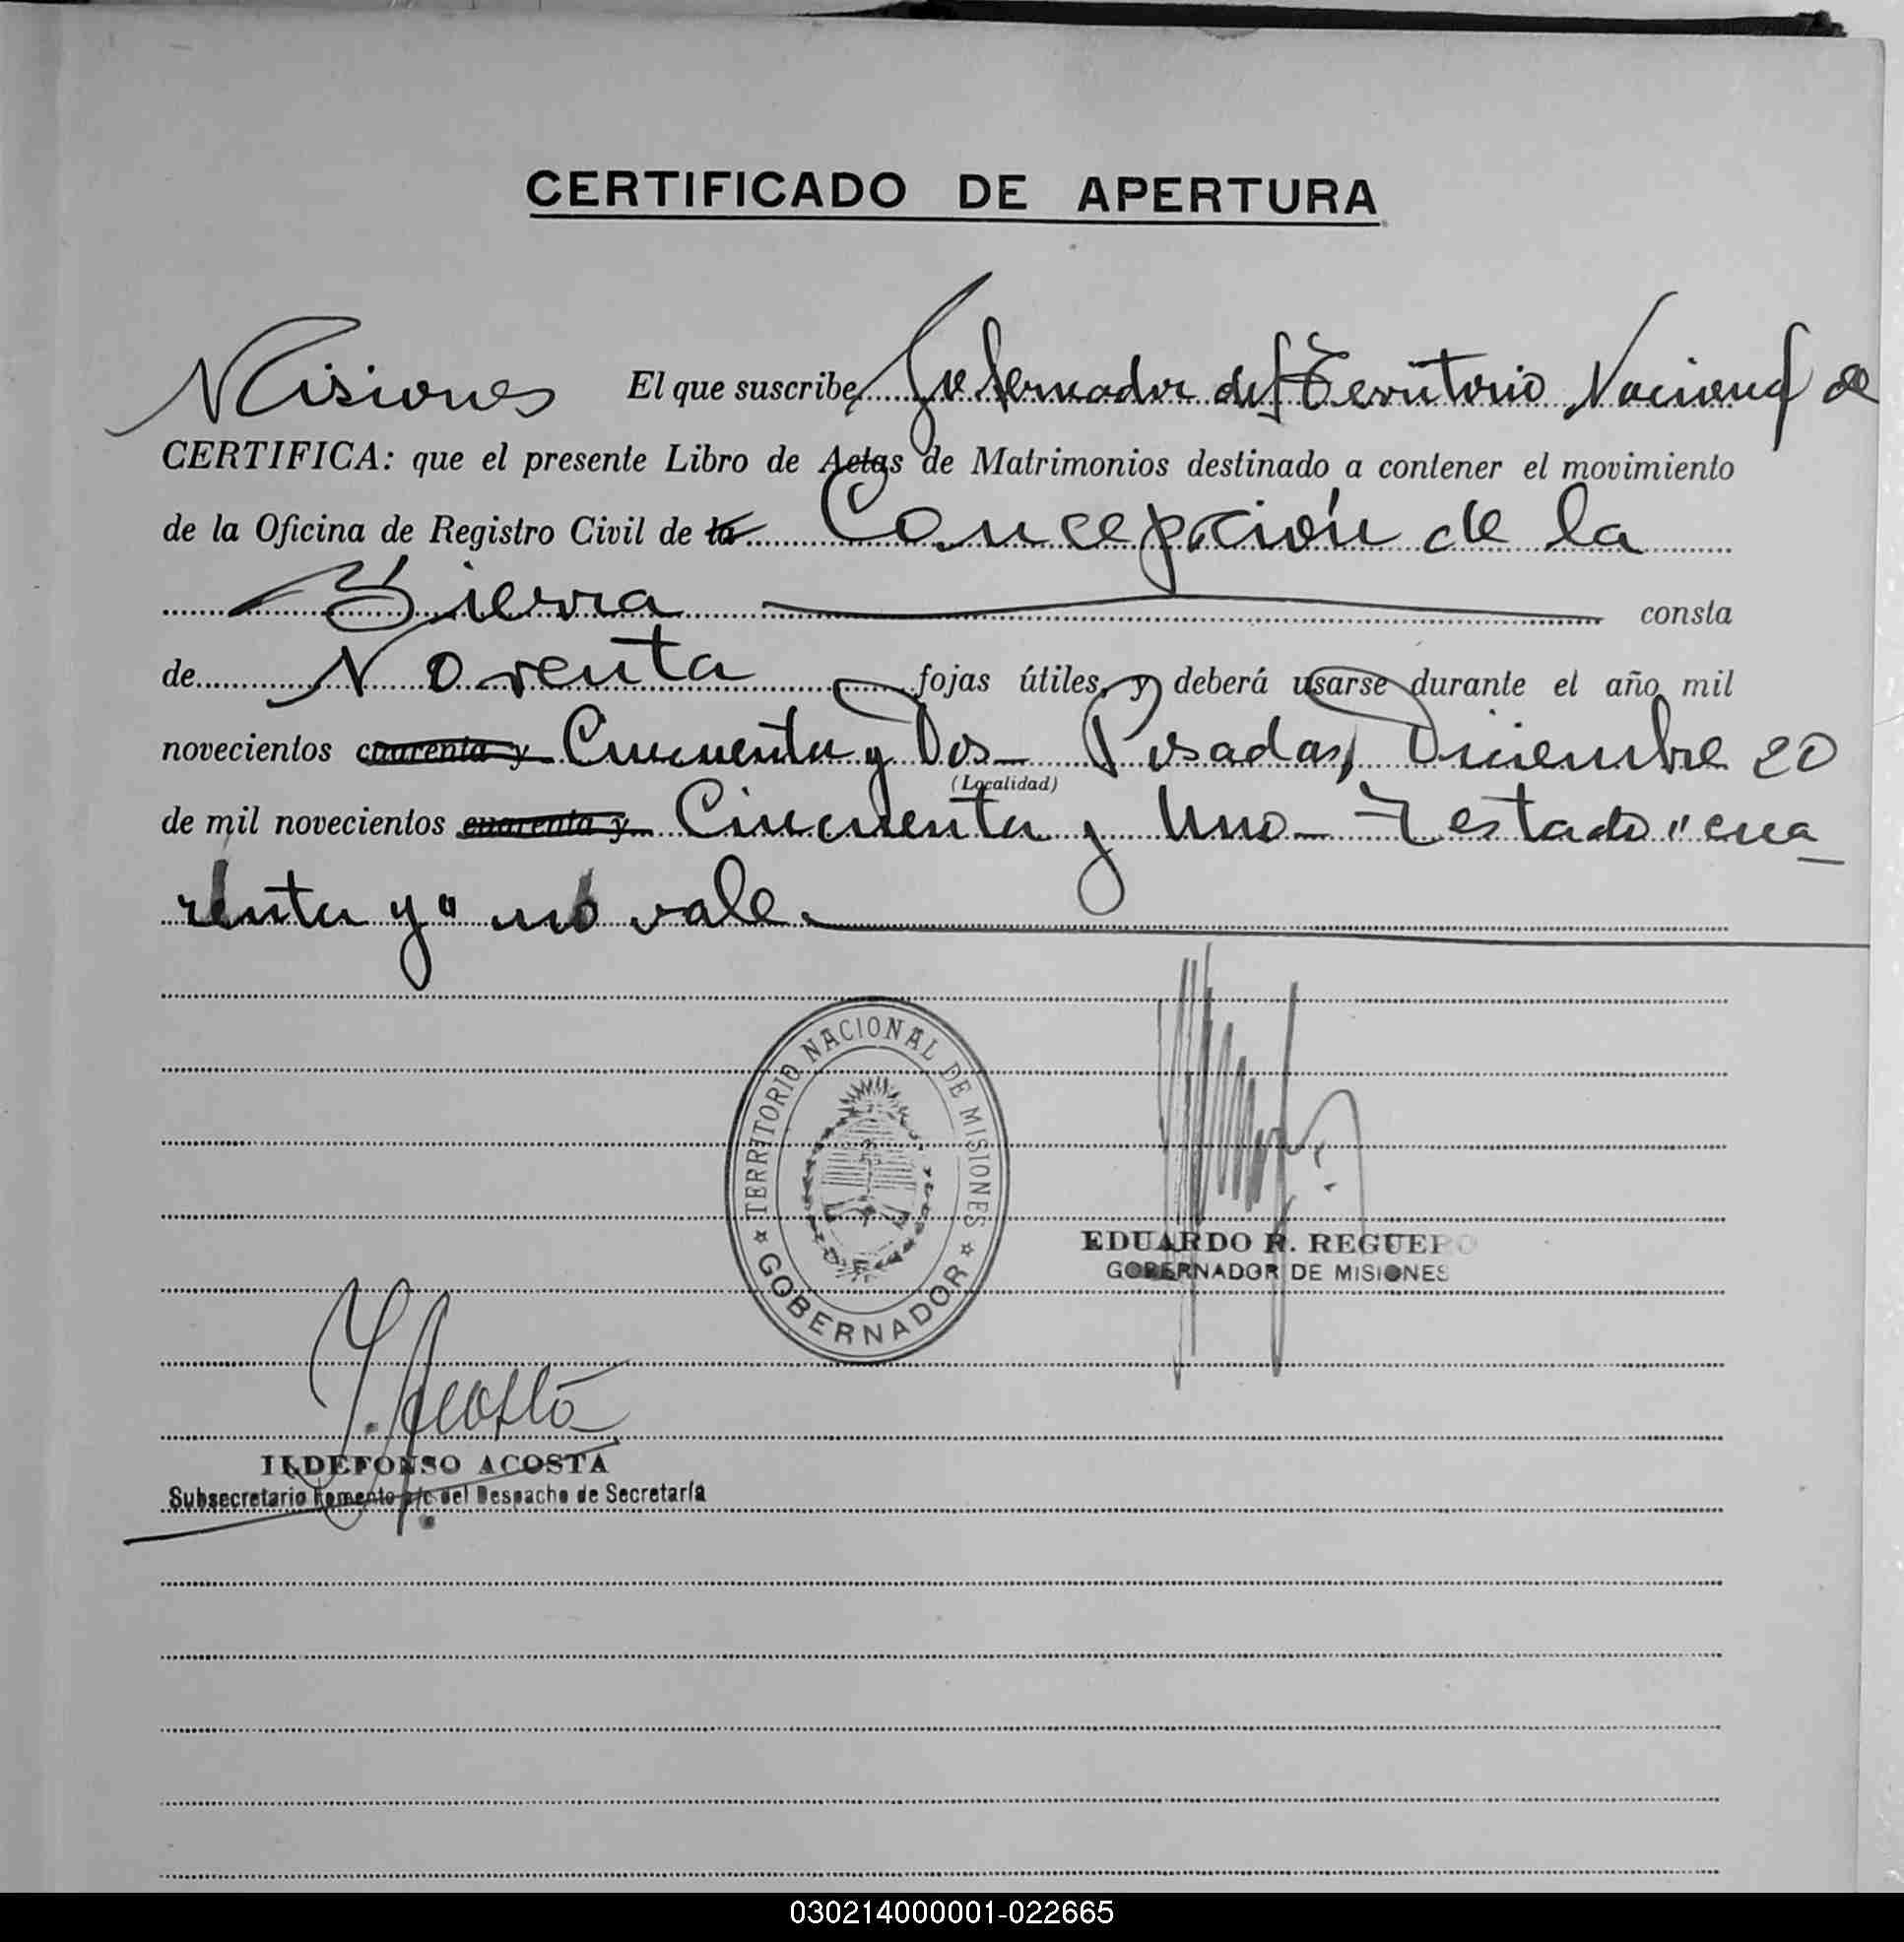 CERTIFICADO DE APERTURA
Misiones El que suscribe, Gobernador del Territorio Nacional de
CERTIFICA: que el presente Libro de Actas de Matrimonios destinado a contener el movimiento
de la Oficina de Registro Civil de la Concepción de la
Sierra consta
de Noventa fojas útiles, y deberá usarse durante el año mil
novecientos cuarenta y Cincuenta y Dos Posadas, Diciembre 20
(Localidad)
de mil novecientos cuarenta y Cincuenta y Uno Testado "cua
renta y" no vale.
TERRITORIO NACIONAL DE MISIONES
GOBERNADOR
EDUARDO R. REGUERO
GOBERNADOR DE MISIONES
I. Acosta
ILDEFONSO ACOSTA
Subsecretario Fomento a/c del Despacho de Secretaría
030214000001-022665